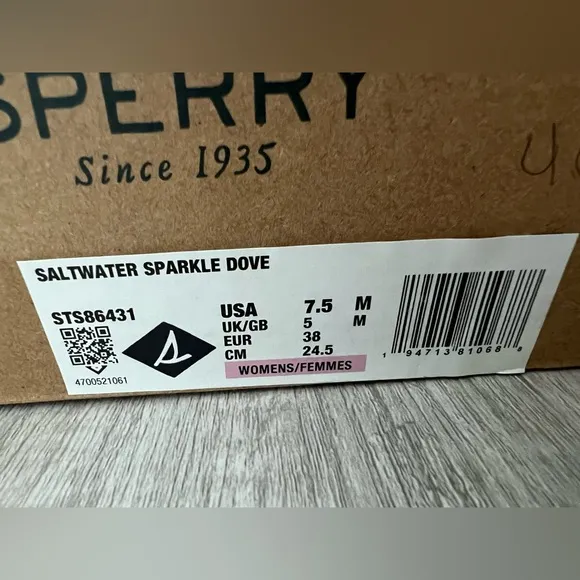 SPERRY
Since 1935
SALTWATER SPARKLE DOVE
STS86431
4700521061
USA 7.5 M
UK/GB 5 M
EUR 38
CM 24.5
WOMENS/FEMMES
1 94713 81068 8